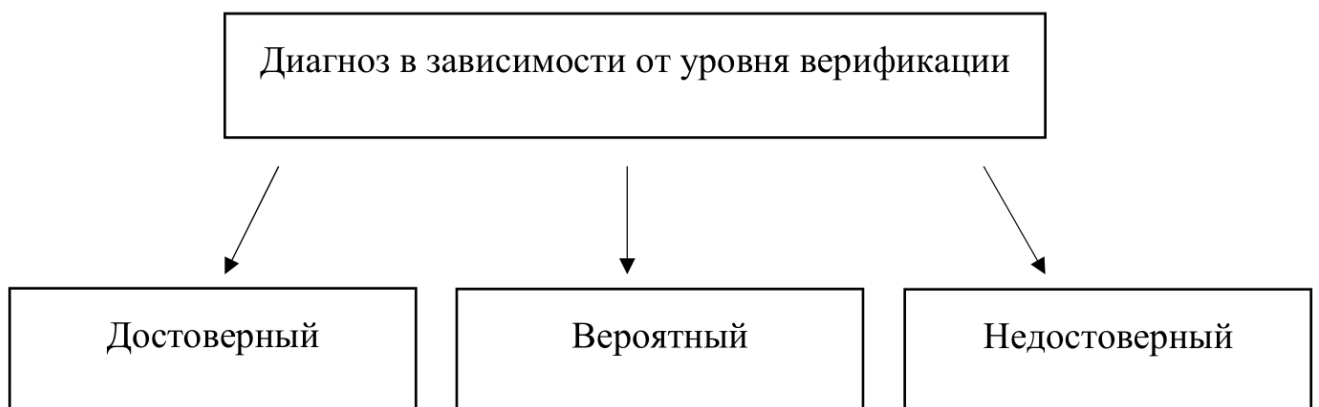 Диагноз в зависимости от уровня верификации
Достоверный
Вероятный
Недостоверный